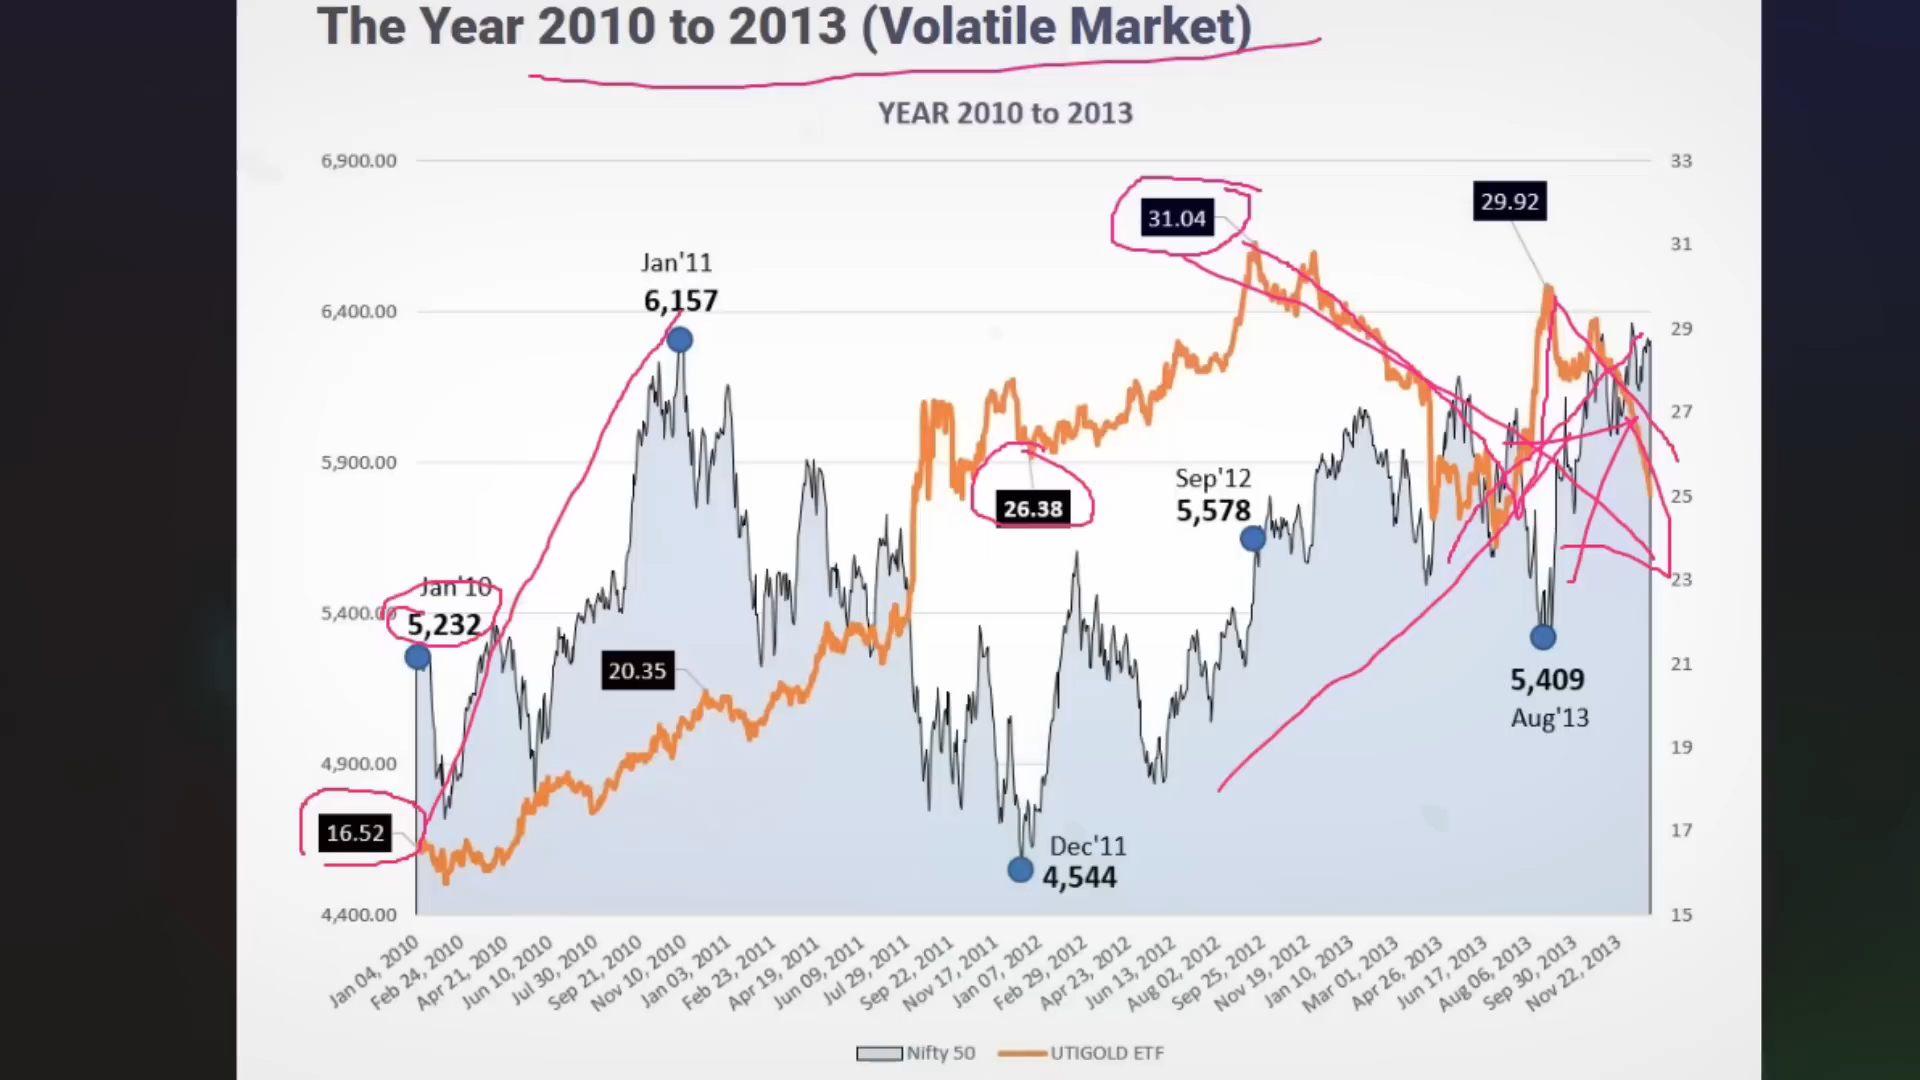 The Year 2010 to 2013 (Volatile Market)
YEAR 2010 to 2013
6,900.00
6,400.00
5,900.00
5,400.00
4,900.00
4,400.00
33
31
29
27
25
23
21
19
17
15
31.04
29.92
Jan'11
6,157
26.38
Sep'12
5,578
Jan'10
5,232
20.35
5,409
Aug'13
16.52
Dec'11
4,544
Jan 04, 2010
Feb 24, 2010
Apr 21, 2010
Jun 10, 2010
Jul 30, 2010
Sep 21, 2010
Nov 10, 2010
Jan 03, 2011
Feb 23, 2011
Apr 19, 2011
Jun 09, 2011
Jul 29, 2011
Sep 22, 2011
Nov 17, 2011
Jan 07, 2012
Feb 29, 2012
Apr 23, 2012
Jun 13, 2012
Aug 02, 2012
Sep 25, 2012
Nov 19, 2012
Jan 10, 2013
Mar 01, 2013
Apr 26, 2013
Jun 17, 2013
Aug 06, 2013
Sep 30, 2013
Nov 22, 2013
Nifty 50
UTIGOLD ETF